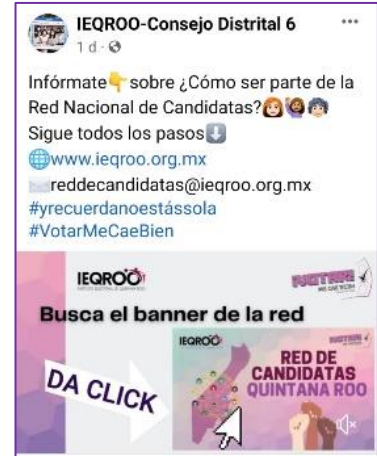 IEQROO-Consejo Distrital 6
1 d
Infórmate👇sobre ¿Cómo ser parte de la
Red Nacional de Candidatas?👩🏻‍🦰🙋🏽‍♀️👧🏻
Sigue todos los pasos⬇️
🌐www.ieqroo.org.mx
✉️reddecandidatas@ieqroo.org.mx
#yrecuerdanoestássola
#VotarMeCaeBien
IEQROO
Busca el banner de la red
DA CLICK
IEQROO
RED DE
CANDIDATAS
QUINTANA ROO